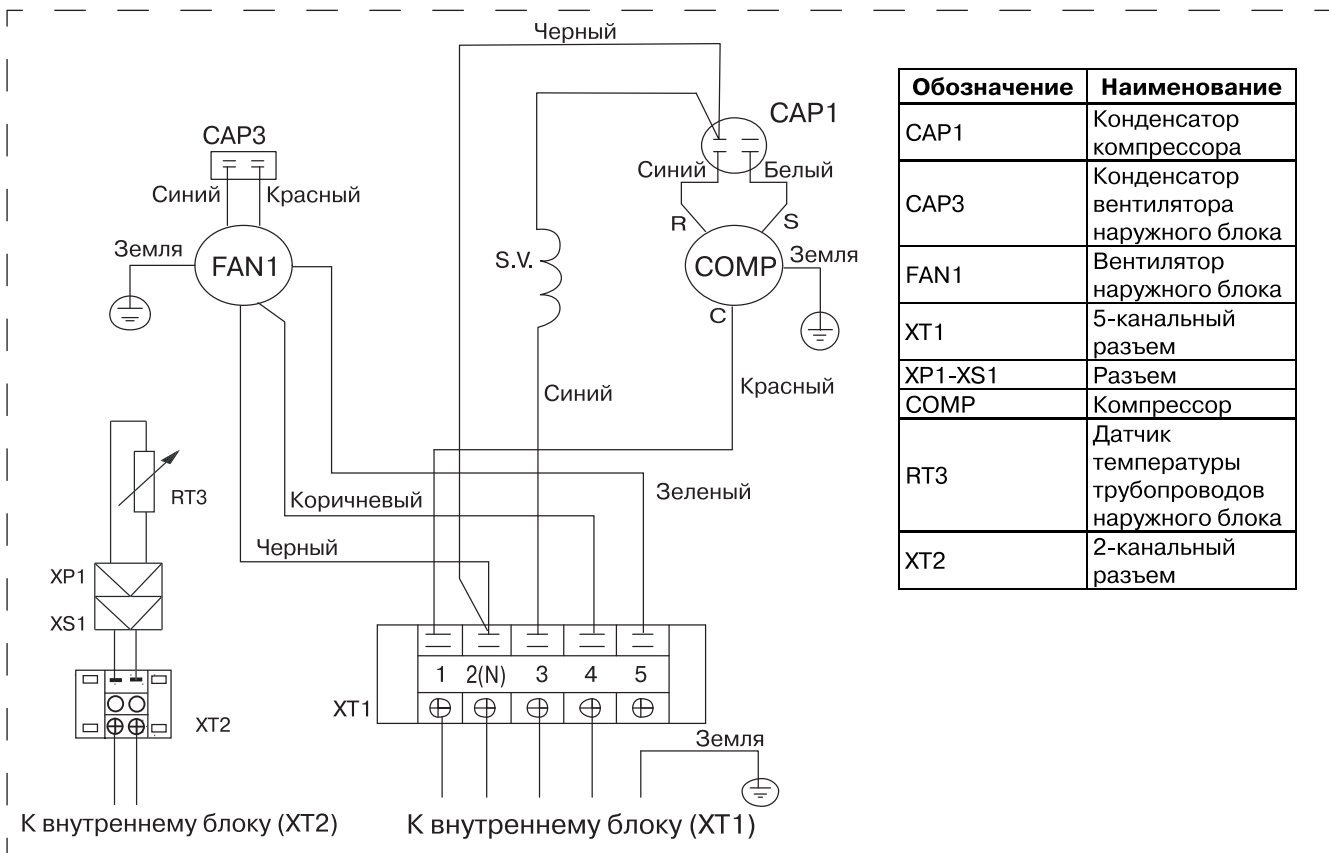 Черный
CAP1
CAP3
Синий
Красный
Синий
Белый
R
S
Земля
FAN1
S.V.
COMP
Земля
C
Синий
Красный
RT3
Коричневый
Зеленый
Черный
XP1
XS1
1 2(N) 3 4 5
XT1
XT2
Земля
К внутреннему блоку (XT2)
К внутреннему блоку (XT1)
Обозначение Наименование
CAP1 Конденсатор
компрессора
CAP3 Конденсатор
вентилятора
наружного блока
FAN1 Вентилятор
наружного блока
XT1 5-канальный
разъем
XP1-XS1 Разъем
COMP Компрессор
RT3 Датчик
температуры
трубопроводов
наружного блока
XT2 2-канальный
разъем